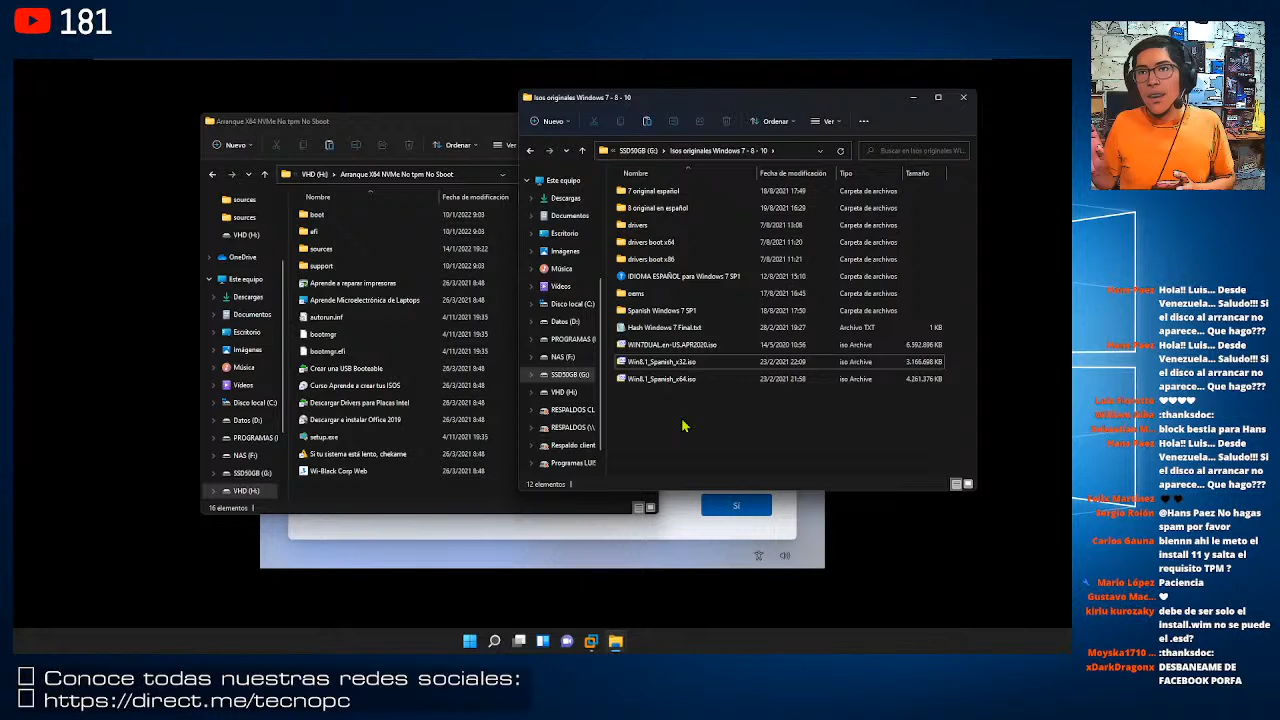 181
Arranque X64 NVMe No tpm No Sboot
Nuevo
Ordenar
Ver
VHD (H:) > Arranque X64 NVMe No tpm No Sboot
Nombre
Fecha de modificación
sources
sources
VHD (H:)
OneDrive
Este equipo
Descargas
Documentos
Escritorio
Imágenes
Música
Vídeos
Disco local (C:)
Datos (D:)
PROGRAMAS (
NAS (F:)
SSD50GB (G:)
VHD (H:)
boot 10/1/2022 9:03
efi 10/1/2022 9:03
sources 14/1/2022 19:22
support 10/1/2022 9:03
Aprende a reparar impresoras 26/3/2021 8:48
Aprende Microelectrónica de Laptops 26/3/2021 8:48
autorun.inf 4/11/2021 19:35
bootmgr 4/11/2021 19:35
bootmgr.efi 4/11/2021 19:35
Crear una USB Booteable 26/3/2021 8:48
Curso Aprende a crear tus ISOS 26/3/2021 8:48
Descargar Drivers para Placas Intel 26/3/2021 8:48
Descargar e instalar Office 2019 26/3/2021 8:48
setup.exe 4/11/2021 19:35
Si tu sistema está lento, chekame 26/3/2021 8:48
Wi-Black Corp Web 26/3/2021 8:48
16 elementos
Isos originales Windows 7 - 8 - 10
Nuevo
Ordenar
Ver
SSD50GB (G:) > Isos originales Windows 7 - 8 - 10 >
Buscar en Isos originales Wi...
Nombre
Fecha de modificación
Tipo
Tamaño
Este equipo
Descargas
Documentos
Escritorio
Imágenes
Música
Vídeos
Disco local (C:)
Datos (D:)
PROGRAMA (
NAS (F:)
SSD50GB (G:)
VHD (H:)
RESPALDOS CL
RESPALDOS (\\
Respaldo client
Programas LUIS
7 original español 18/8/2021 17:49 Carpeta de archivos
8 original en español 19/8/2021 16:29 Carpeta de archivos
drivers 7/8/2021 13:08 Carpeta de archivos
drivers boot x64 7/8/2021 11:20 Carpeta de archivos
drivers boot x86 7/8/2021 11:21 Carpeta de archivos
IDIOMA ESPAÑOL para Windows 7 SP1 12/8/2021 15:10 Carpeta de archivos
oems 17/8/2021 16:45 Carpeta de archivos
Spanish Windows 7 SP1 18/8/2021 17:50 Carpeta de archivos
Hash Windows 7 Final.txt 28/2/2021 19:27 Archivo TXT 1 KB
WIN7DUAL.en-US.APR2020.iso 14/5/2020 10:56 iso Archive 6.592.896 KB
Win8.1_Spanish_x32.iso 23/2/2021 22:09 iso Archive 3.166.698 KB
Win8.1_Spanish_x64.iso 23/2/2021 21:58 iso Archive 4.261.376 KB
12 elementos
Sí
Hola!! Luis... Desde
Venezuela... Saludo!!! Si
el disco al arrancar no
aparece... Que hago???
Hans Paez Hola!! Luis... Desde
Venezuela... Saludo!!! Si
el disco al arrancar no
aparece... Que hago???
:thanksdoc:
block bestia para Hans
Hans Paez Hola!! Luis... Desde
Venezuela... Saludo!!! Si
el disco al arrancar no
aparece... Que hago???
Felix Martinez
Sergio Rolón @Hans Paez No hagas
spam por favor
Carlos Gauna biennn ahi le meto el
install 11 y salta el
requisito TPM ?
Mario López Paciencia
Gustavo Mac...
kiriu kurozaky debe de ser solo el
install.wim no se puede
el .esd?
Moyska1710 ... :thanksdoc:
xDarkDragonx DESBANEAME DE
FACEBOOK PORFA
Conoce todas nuestras redes sociales:
https://direct.me/tecnopc